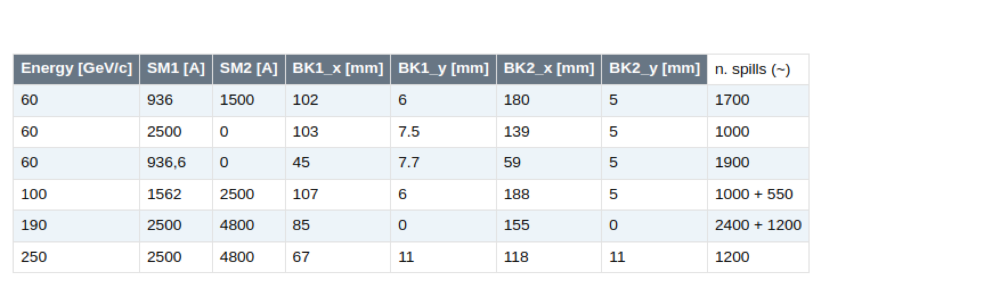 Energy [GeV/c] SM1 [A] SM2 [A] BK1_x [mm] BK1_y [mm] BK2_x [mm] BK2_y [mm] n. spills (~)
60 936 1500 102 6 180 5 1700
60 2500 0 103 7.5 139 5 1000
60 936,6 0 45 7.7 59 5 1900
100 1562 2500 107 6 188 5 1000 + 550
190 2500 4800 85 0 155 0 2400 + 1200
250 2500 4800 67 11 118 11 1200